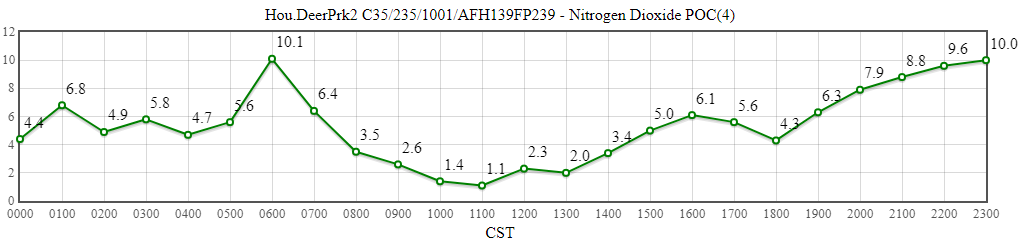 Hou.DeerPrk2 C35/235/1001/AFH139FP239 - Nitrogen Dioxide POC(4)
12
10
8
6
4
2
0
4.4 6.8 4.9 5.8 4.7 5.6 10.1 6.4 3.5 2.6 1.4 1.1 2.3 2.0 3.4 5.0 6.1 5.6 4.3 6.3 7.9 8.8 9.6 10.0
0000 0100 0200 0300 0400 0500 0600 0700 0800 0900 1000 1100 1200 1300 1400 1500 1600 1700 1800 1900 2000 2100 2200 2300
CST